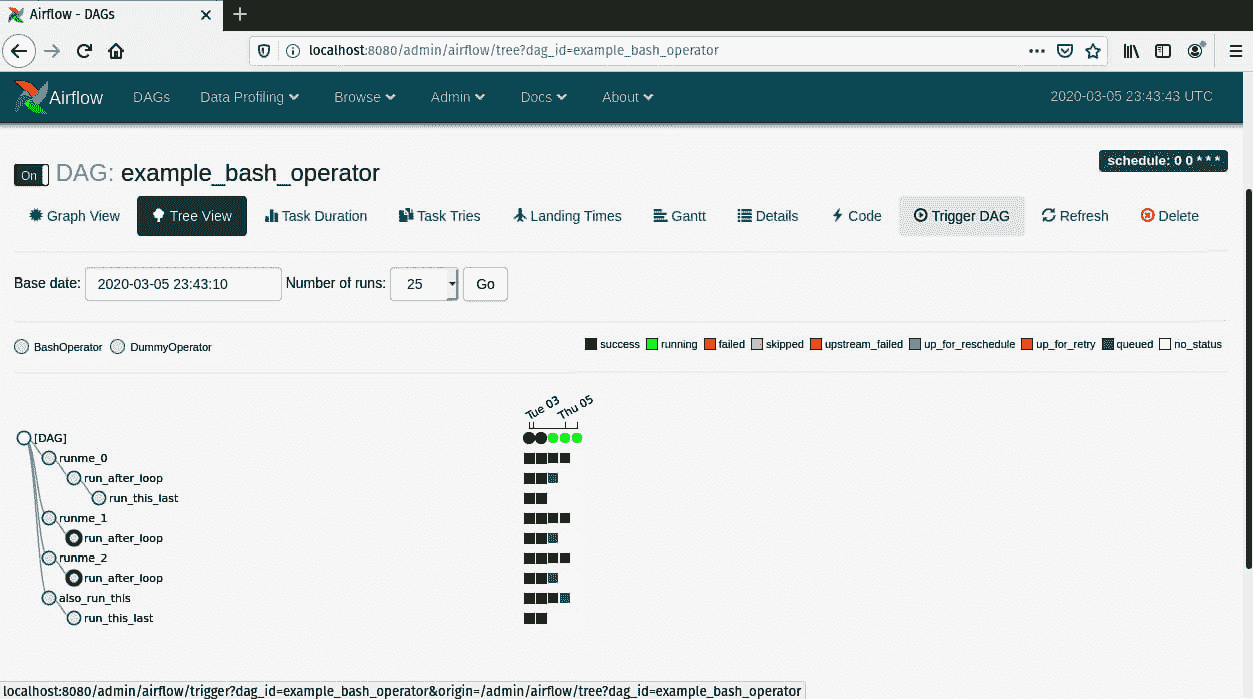 Airflow - DAGs
localhost:8080/admin/airflow/tree?dag_id=example_bash_operator
Airflow DAGs Data Profiling Browse Admin Docs About 2020-03-05 23:43:43 UTC
schedule: 0 0 * * *
On DAG: example_bash_operator
Graph View Tree View Task Duration Task Tries Landing Times Gantt Details Code Trigger DAG Refresh Delete
Base date: 2020-03-05 23:43:10 Number of runs: 25 Go
BashOperator DummyOperator success running failed skipped upstream_failed up_for_reschedule up_for_retry queued no_status
Tue 03 Thu 05
[DAG]
runme_0
run_after_loop
run_this_last
runme_1
run_after_loop
runme_2
run_after_loop
also_run_this
run_this_last
localhost:8080/admin/airflow/trigger?dag_id=example_bash_operator&origin=/admin/airflow/tree?dag_id=example_bash_operator